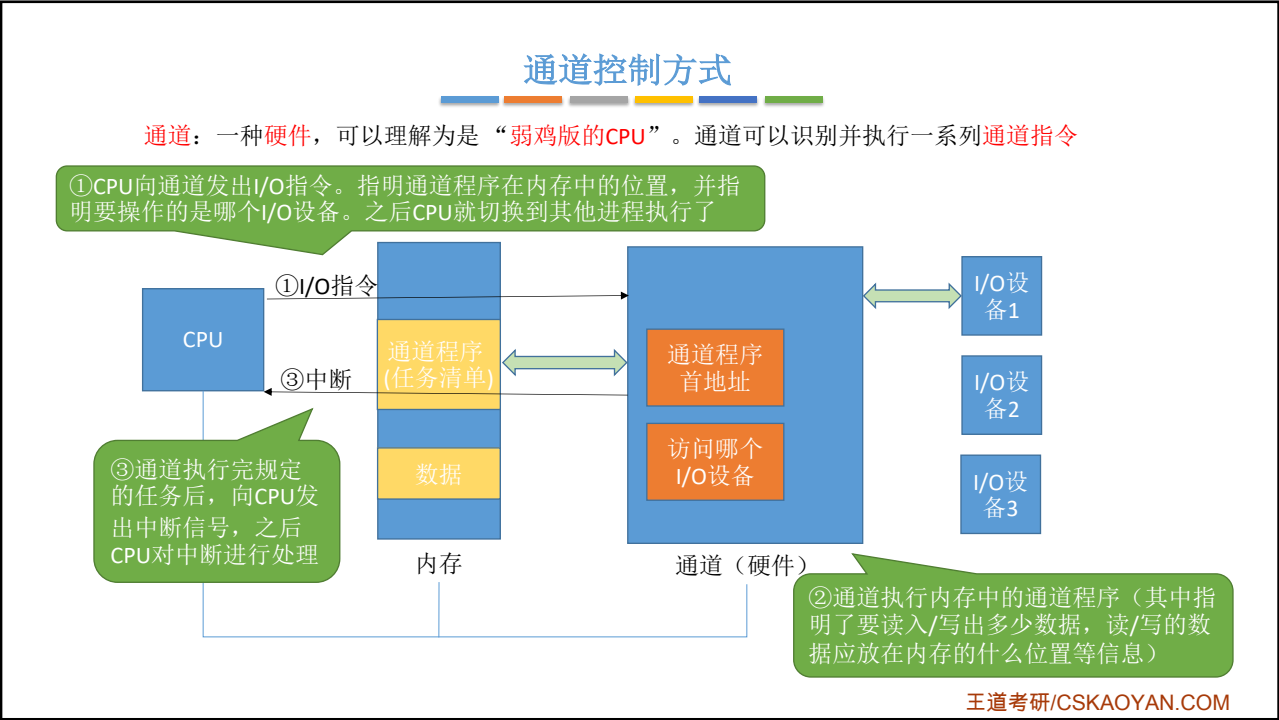 通道控制方式
通道：一种硬件，可以理解为是“弱鸡版的CPU”。通道可以识别并执行一系列通道指令
①CPU向通道发出I/O指令。指明通道程序在内存中的位置，并指
明要操作的是哪个I/O设备。之后CPU就切换到其他进程执行了
①I/O指令
CPU
通道程序
(任务清单)
③中断
数据
内存
通道程序
首地址
访问哪个
I/O设备
通道（硬件）
I/O设
备1
I/O设
备2
I/O设
备3
③通道执行完规定
的任务后，向CPU发
出中断信号，之后
CPU对中断进行处理
②通道执行内存中的通道程序（其中指
明了要读入/写出多少数据，读/写的数
据应放在内存的什么位置等信息）
王道考研/CSKAOYAN.COM